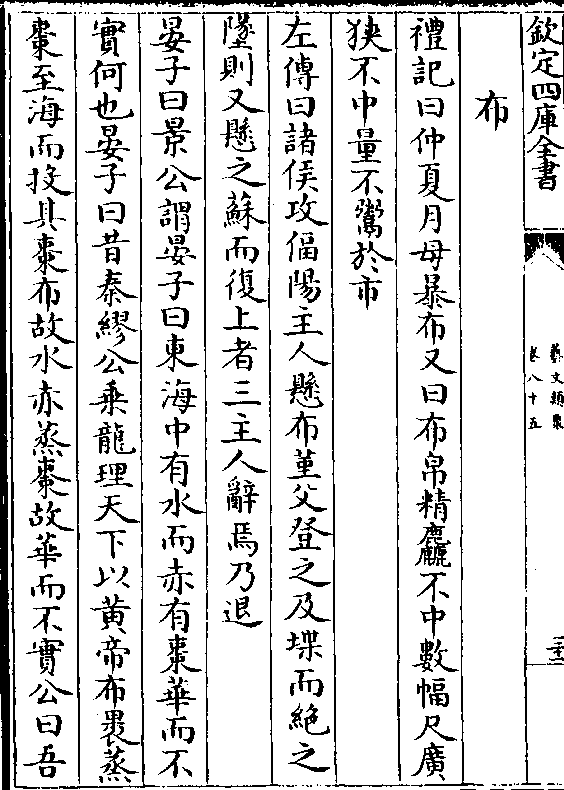 欽定四庫全書
藝文類聚
卷八十五
布
禮記曰仲夏月毋暴布又曰布帛精麤不中數幅尺廣
狹不中量不鬻於市
左傳曰諸侯攻偪陽主人懸布堇父登之及堞而絶之
墜則又懸之蘇而復上者三主人辭焉乃退
晏子曰景公謂晏子曰東海中有水而赤有棗華而不
實何也晏子曰昔秦繆公乗龍理天下以黄帝布褁蒸
棗至海而投其棗布故水赤蒸棗故華而不實公曰吾